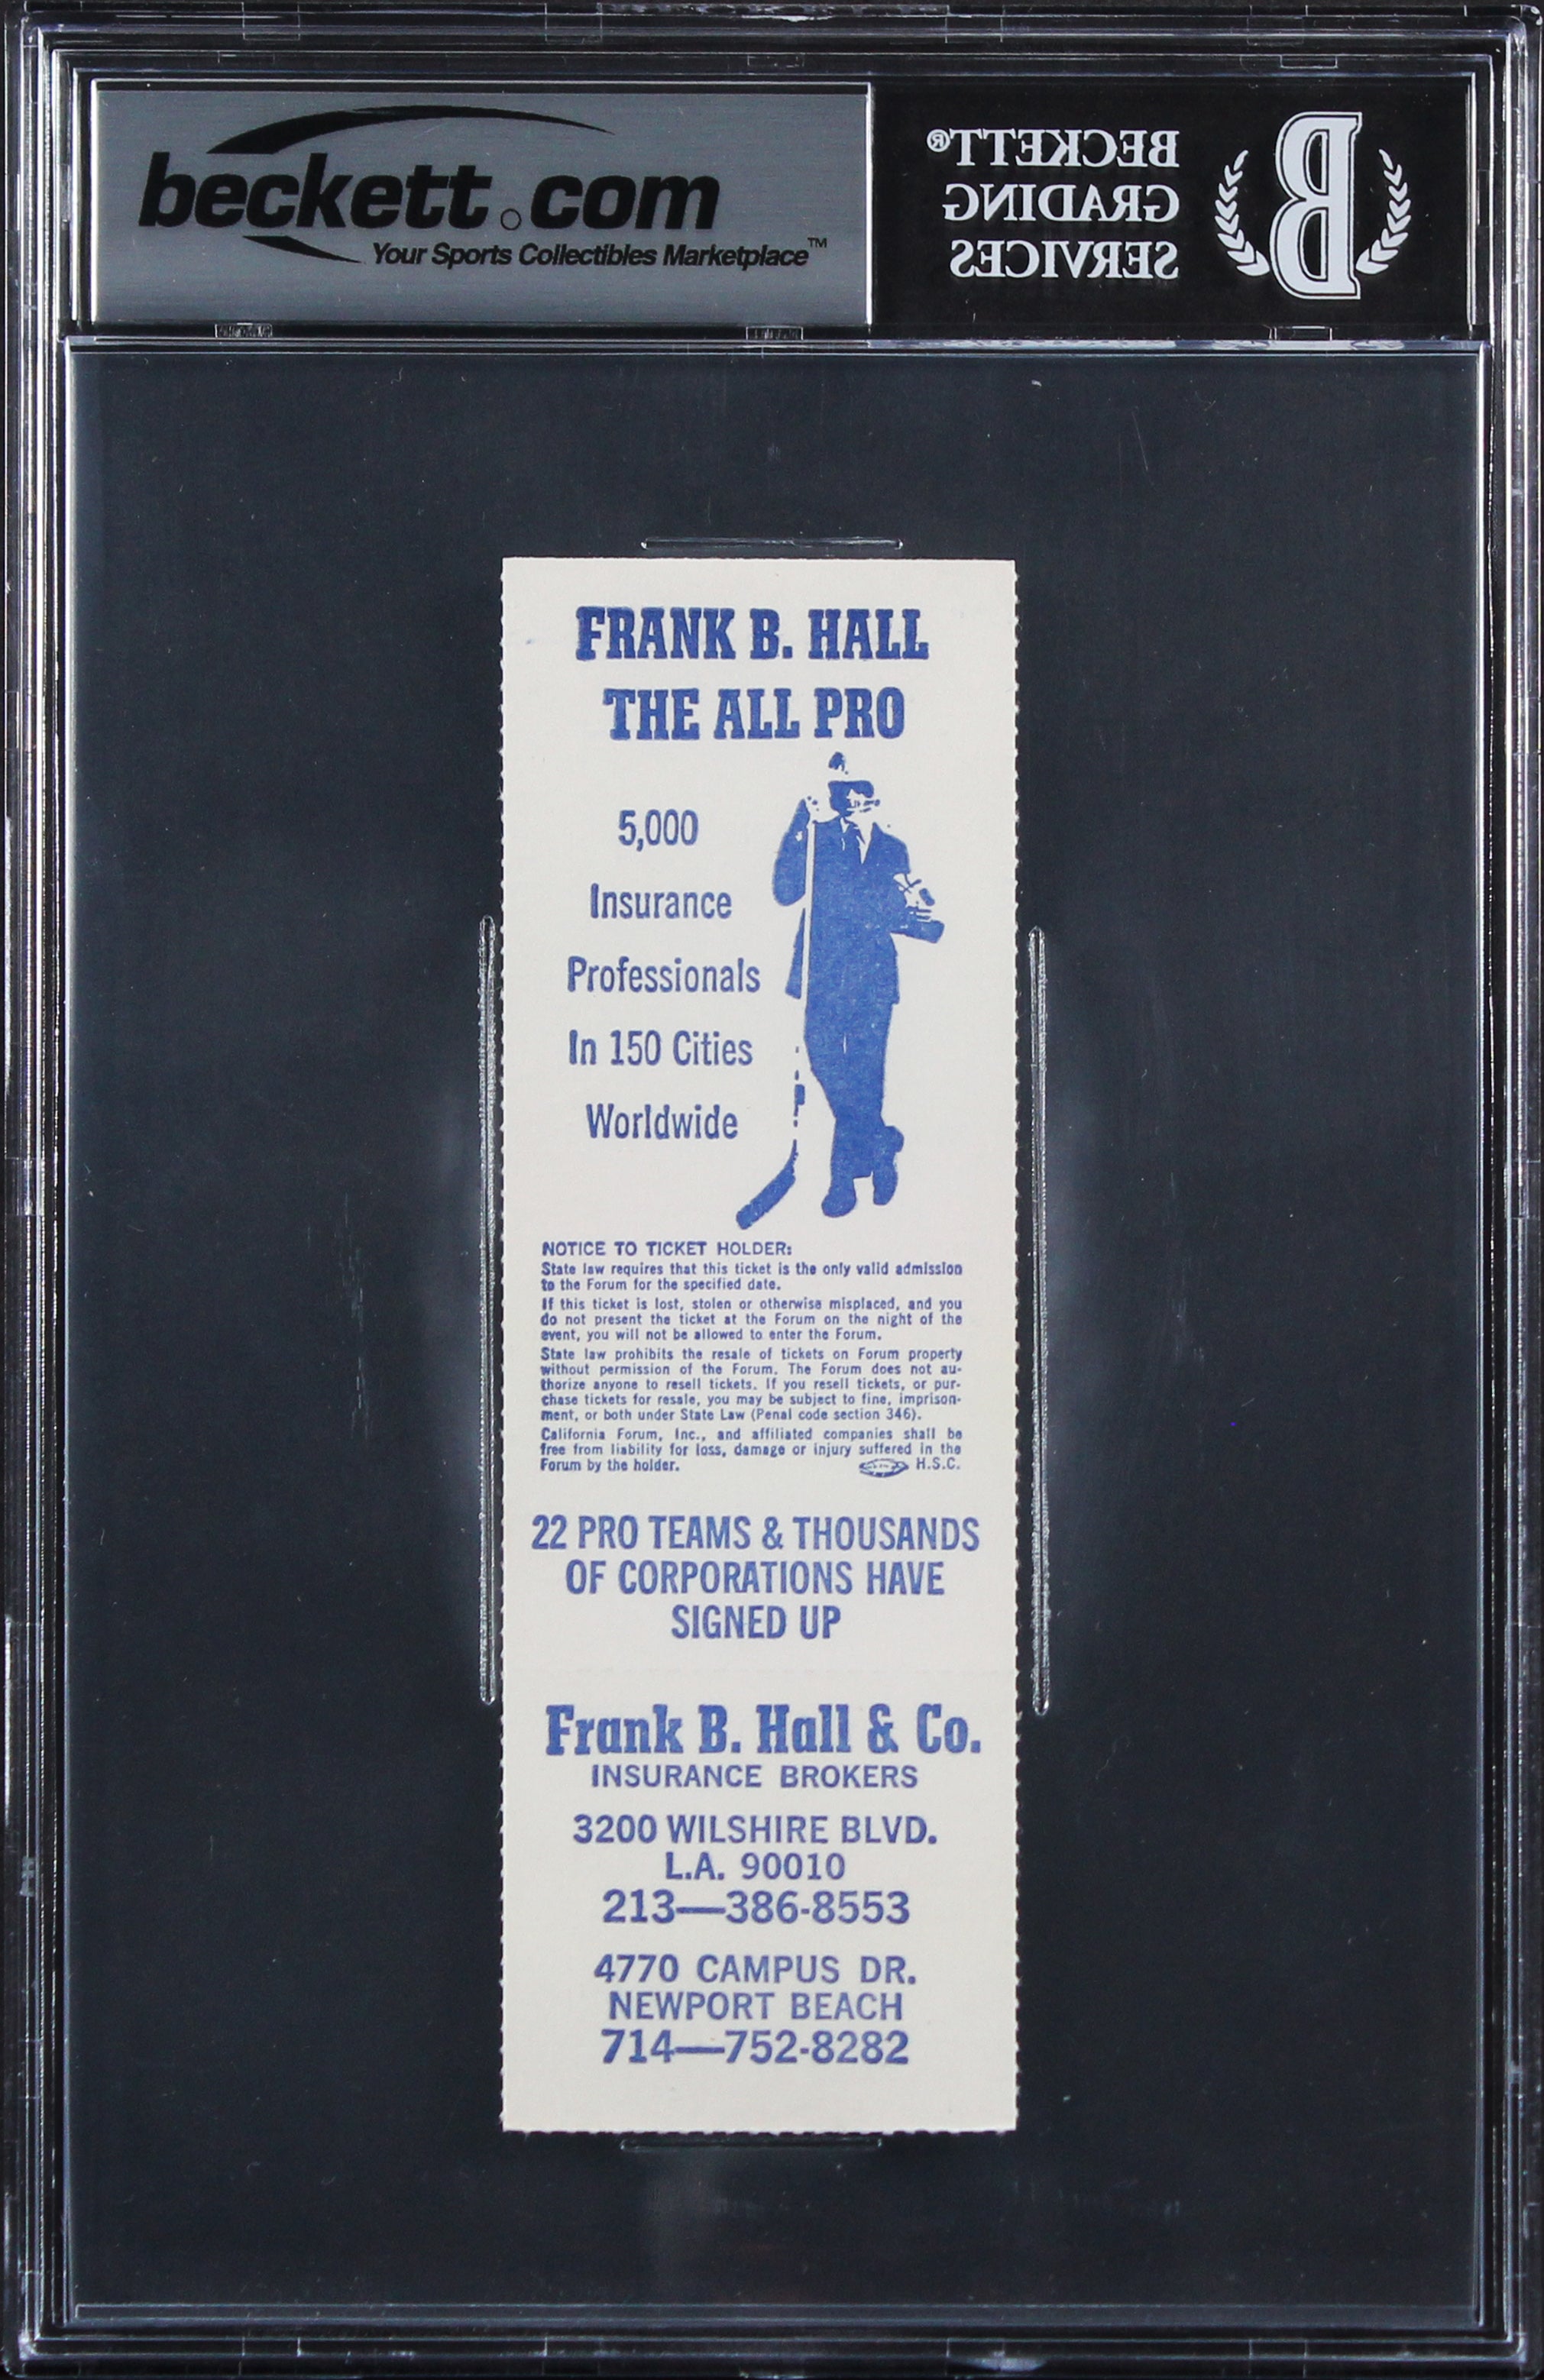 beckett.com
Your Sports Collectibles Marketplace™
BECKETT®
GRADING
SERVICES
B
FRANK B. HALL
THE ALL PRO
5,000
Insurance
Professionals
In 150 Cities
Worldwide
NOTICE TO TICKET HOLDER:
State law requires that this ticket is the only valid admission
to the Forum for the specified date.
If this ticket is lost, stolen or otherwise misplaced, and you
do not present the ticket at the Forum on the night of the
event, you will not be allowed to enter the Forum.
State law prohibits the resale of tickets on Forum property
without permission of the Forum. The Forum does not au-
thorize anyone to resell tickets. If you resell tickets, or pur-
chase tickets for resale, you may be subject to fine, imprison-
ment, or both under State Law (Penal code section 346).
California Forum, Inc., and affiliated companies shall be
free from liability for loss, damage or injury suffered in the
Forum by the holder.
H.S.C.
22 PRO TEAMS & THOUSANDS
OF CORPORATIONS HAVE
SIGNED UP
Frank B. Hall & Co.
INSURANCE BROKERS
3200 WILSHIRE BLVD.
L.A. 90010
213—386-8553
4770 CAMPUS DR.
NEWPORT BEACH
714—752-8282